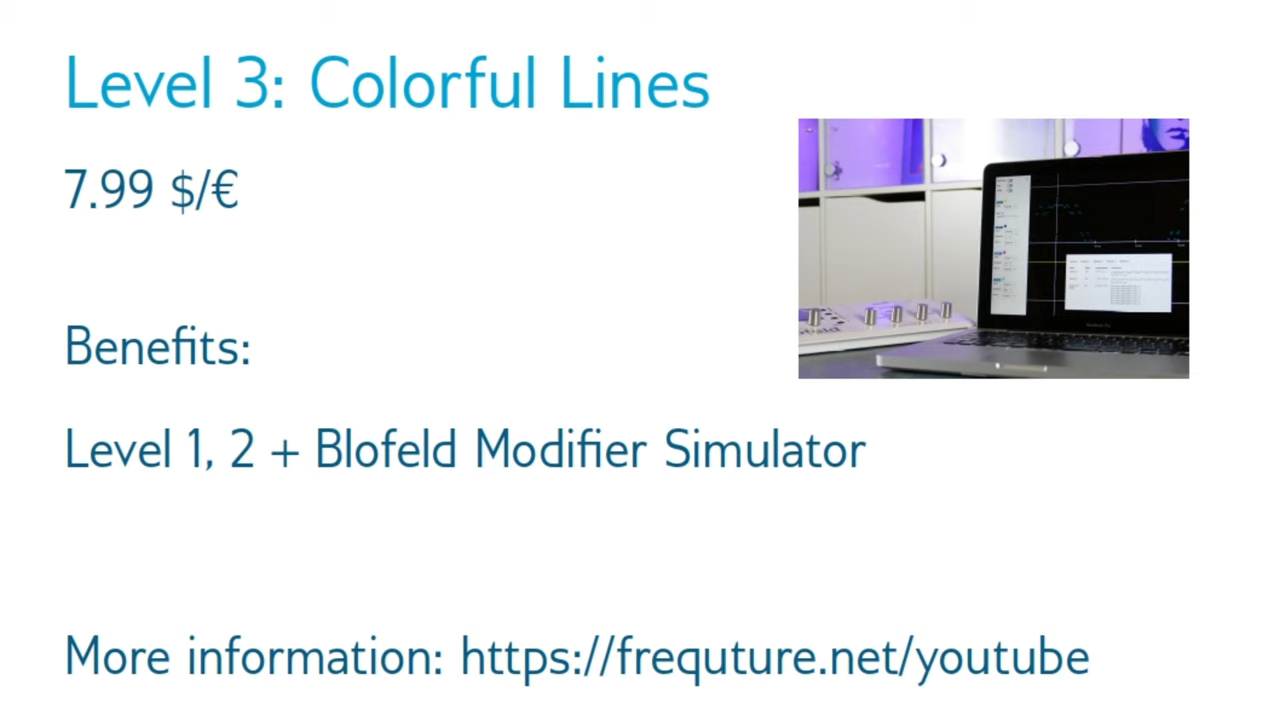 Level 3: Colorful Lines
7.99 $/€
Benefits:
Level 1, 2 + Blofeld Modifier Simulator
More information: https://frequture.net/youtube